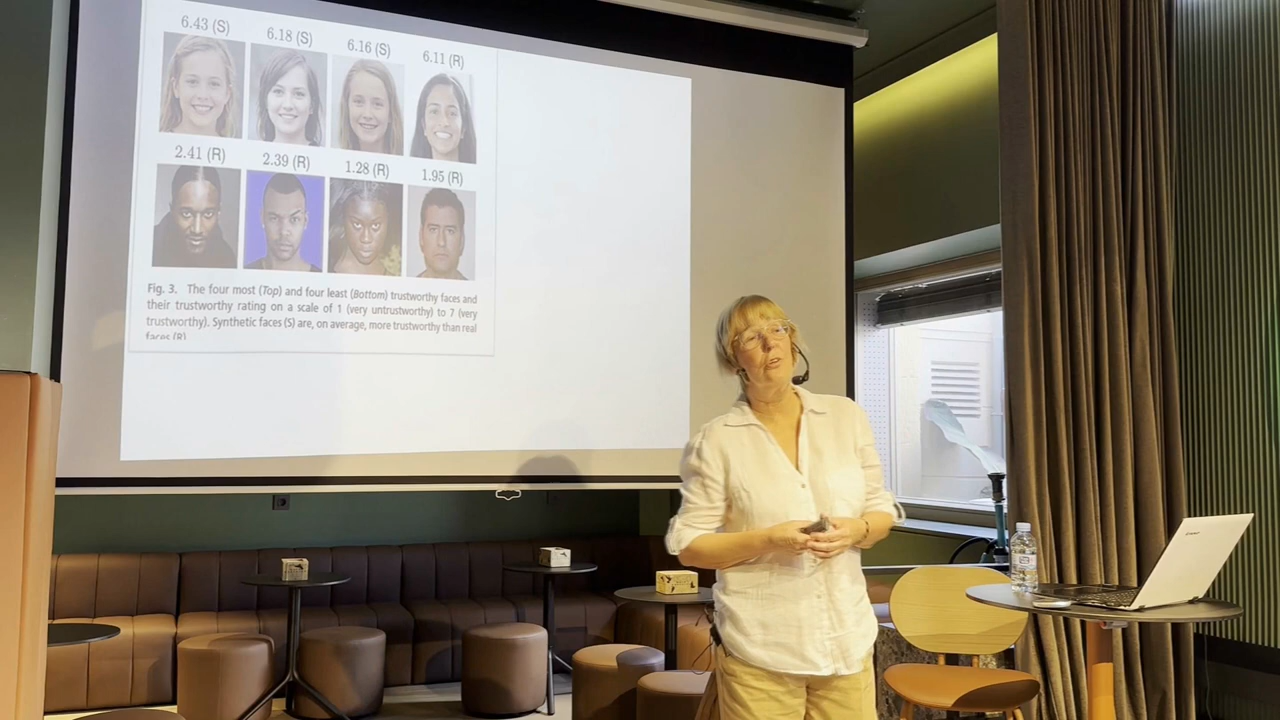 6.43 (S) 6.18 (S) 6.16 (S) 6.11 (R)
2.41 (R) 2.39 (R) 1.28 (R) 1.95 (R)
Fig. 3. The four most (Top) and four least (Bottom) trustworthy faces and
their trustworthy rating on a scale of 1 (very untrustworthy) to 7 (very
trustworthy). Synthetic faces (S) are, on average, more trustworthy than real
faces (R)